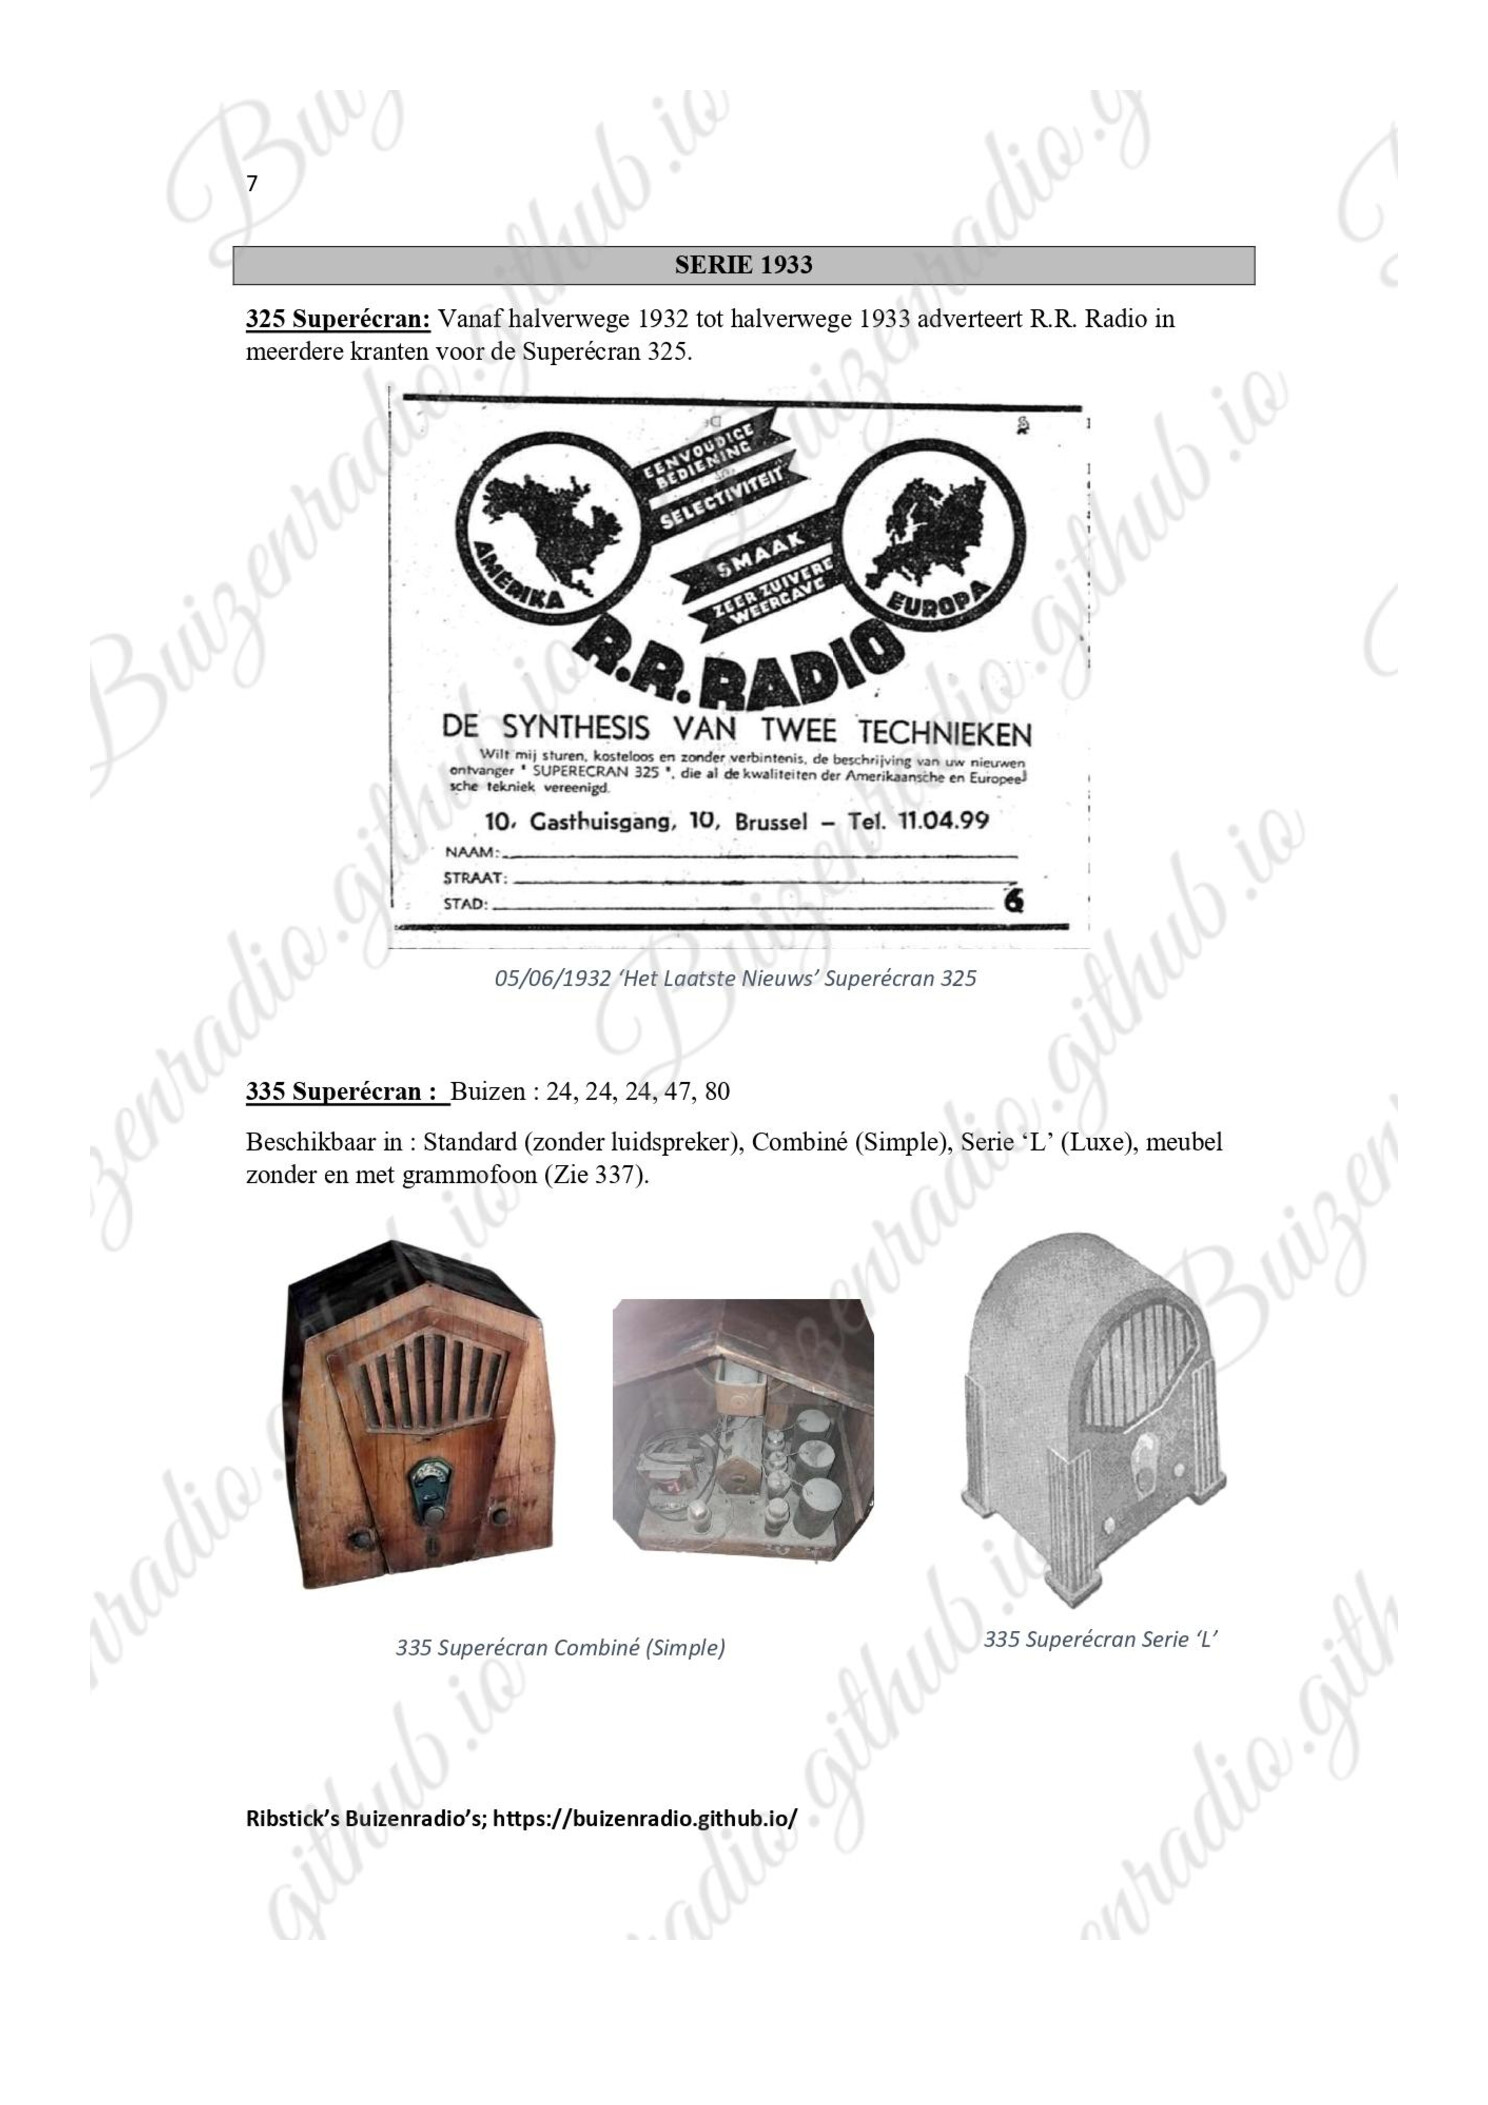 7
SERIE 1933
325 Superécran: Vanaf halverwege 1932 tot halverwege 1933 adverteert R.R. Radio in
meerdere kranten voor de Superécran 325.
EENVOUDIGE
BEDIENING
SELECTIVITEIT
SMAAK
ZEER ZUIVERE
WEERGAVE
AMERIKA
EUROPA
R.R. RADIO
DE SYNTHESIS VAN TWEE TECHNIEKEN
Wilt mij sturen, kosteloos en zonder verbintenis, de beschrijving van uw nieuwen
ontvanger " SUPERECRAN 325 ", die al de kwaliteiten der Amerikaansche en Europee
sche tekniek vereenigd.
10, Gasthuisgang, 10, Brussel – Tel. 11.04.99
NAAM:
STRAAT:
STAD: 6
05/06/1932 ‘Het Laatste Nieuws’ Superécran 325
335 Superécran : Buizen : 24, 24, 24, 47, 80
Beschikbaar in : Standard (zonder luidspreker), Combiné (Simple), Serie ‘L’ (Luxe), meubel
zonder en met grammofoon (Zie 337).
335 Superécran Combiné (Simple)
335 Superécran Serie ‘L’
Ribstick’s Buizenradio’s; https://buizenradio.github.io/
Buizenradio.github.io